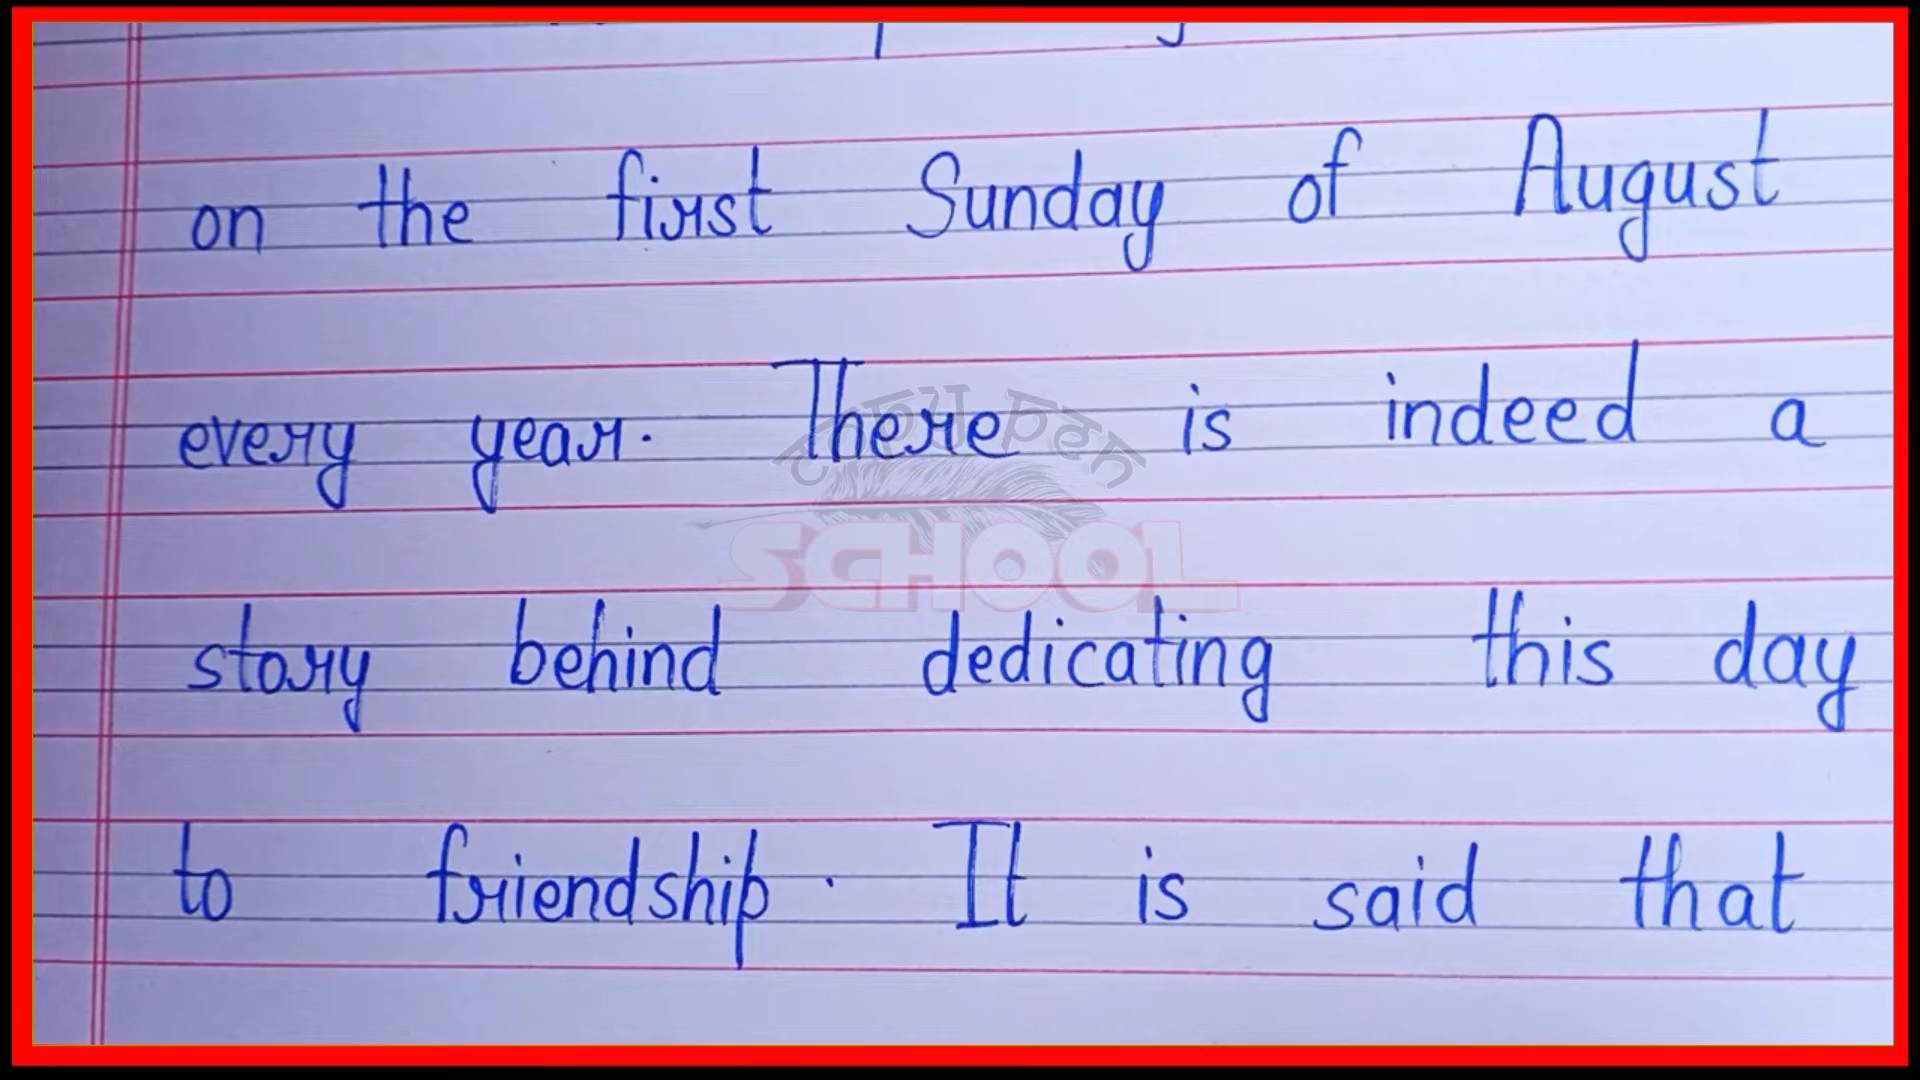 on the first Sunday of August
every year. There is indeed a
SCHOOL
story behind dedicating this day
to friendship. It is said that